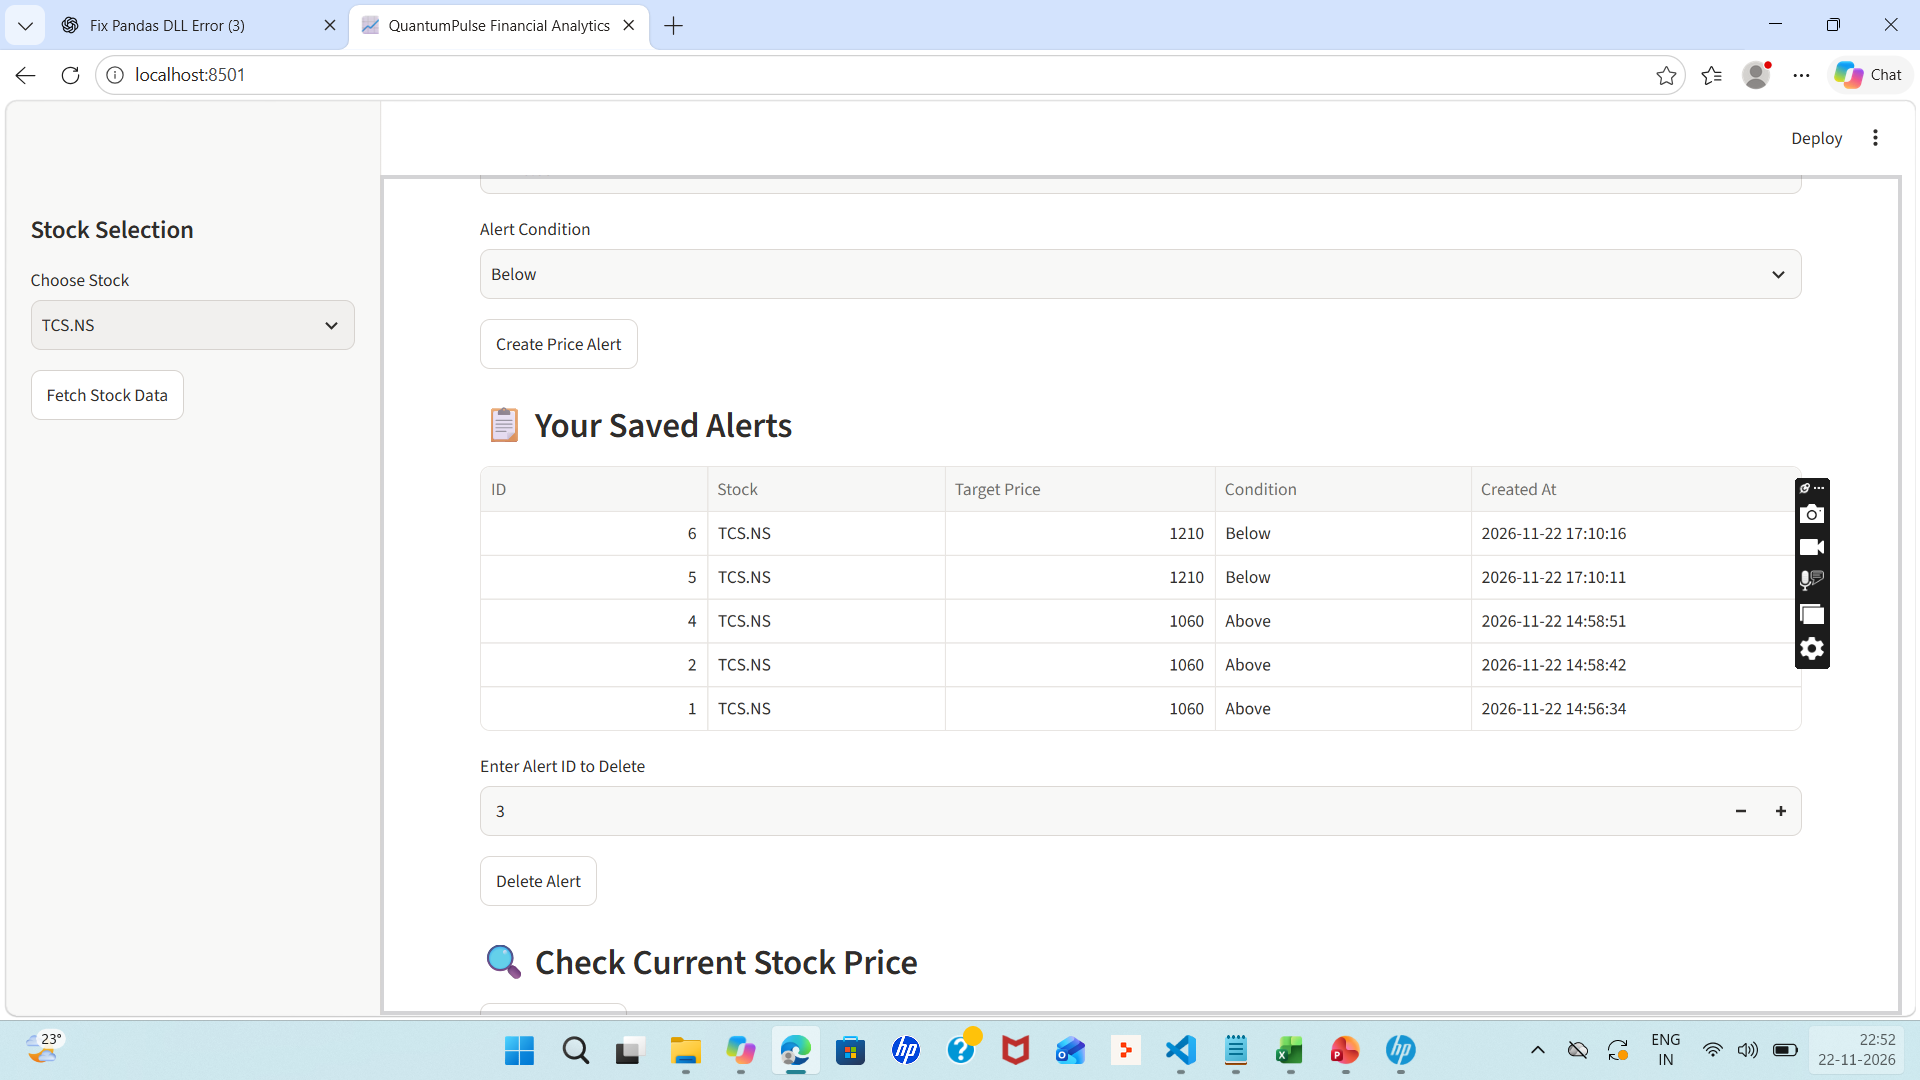 Fix Pandas DLL Error (3)
QuantumPulse Financial Analytics
localhost:8501
Chat
Deploy
Stock Selection
Choose Stock
TCS.NS
Fetch Stock Data
Alert Condition
Below
Create Price Alert
Your Saved Alerts
ID Stock Target Price Condition Created At
6 TCS.NS 1210 Below 2026-11-22 17:10:16
5 TCS.NS 1210 Below 2026-11-22 17:10:11
4 TCS.NS 1060 Above 2026-11-22 14:58:51
2 TCS.NS 1060 Above 2026-11-22 14:58:42
1 TCS.NS 1060 Above 2026-11-22 14:56:34
Enter Alert ID to Delete
3
Delete Alert
Check Current Stock Price
23°
ENG
IN
22:52
22-11-2026